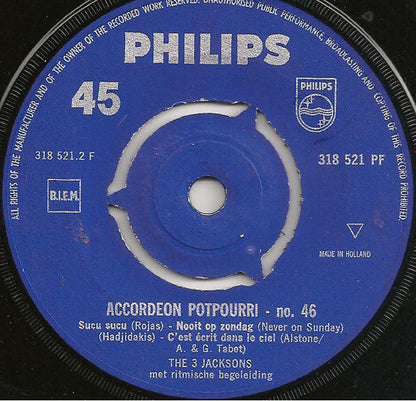 ALL RIGHTS OF THE MANUFACTURER AND OF THE OWNER OF THE RECORDED WORK RESERVED. UNAUTHORISED PUBLIC PERFORMANCE, BROADCASTING AND COPYING OF THIS RECORD PROHIBITED.
PHILIPS
45
PHILIPS
318 521.2 F
318 521 PF
B.I.E.M.
MADE IN HOLLAND
ACCORDEON POTPOURRI - no. 46
Sucu sucu (Rojas) - Nooit op zondag (Never on Sunday)
(Hadjidakis) - C'est écrit dans le ciel (Alstone/
A. & G. Tabet)
THE 3 JACKSONS
met ritmische begeleiding